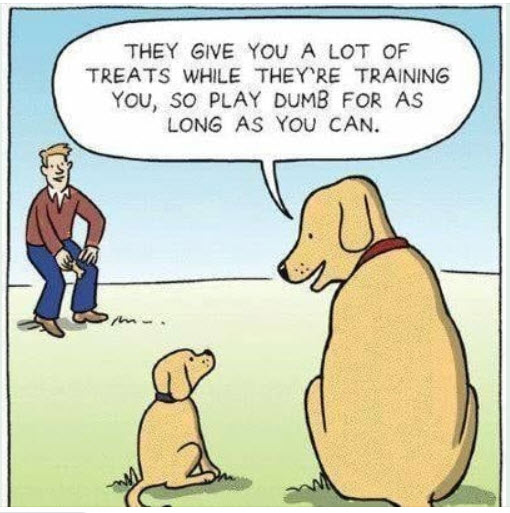 THEY GIVE YOU A LOT OF
TREATS WHILE THEY'RE TRAINING
YOU, SO PLAY DUMB FOR AS
LONG AS YOU CAN.